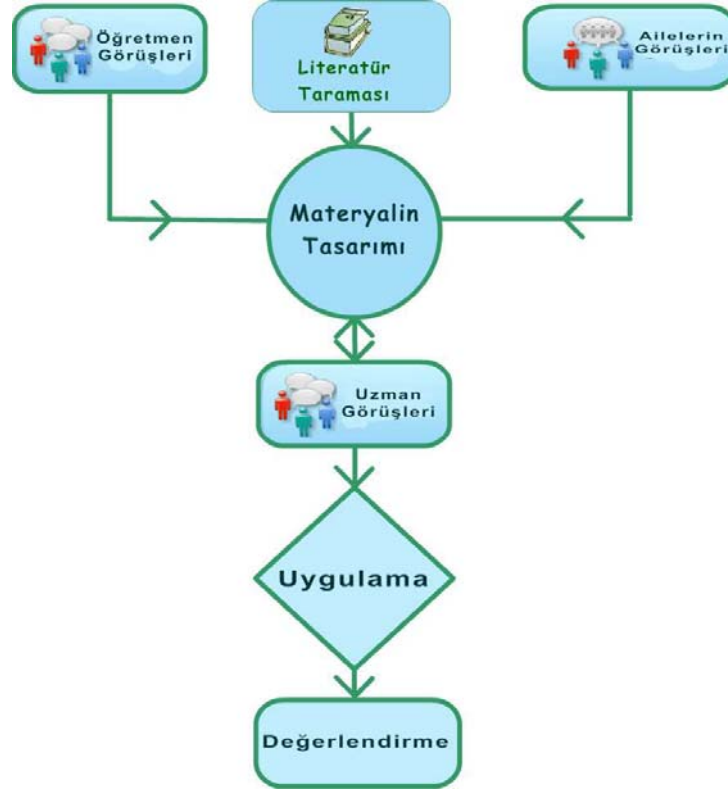 Öğretmen
Görüşleri
Literatür
Taraması
Ailelerin
Görüşleri
Materyalin
Tasarımı
Uzman
Görüşleri
Uygulama
Değerlendirme